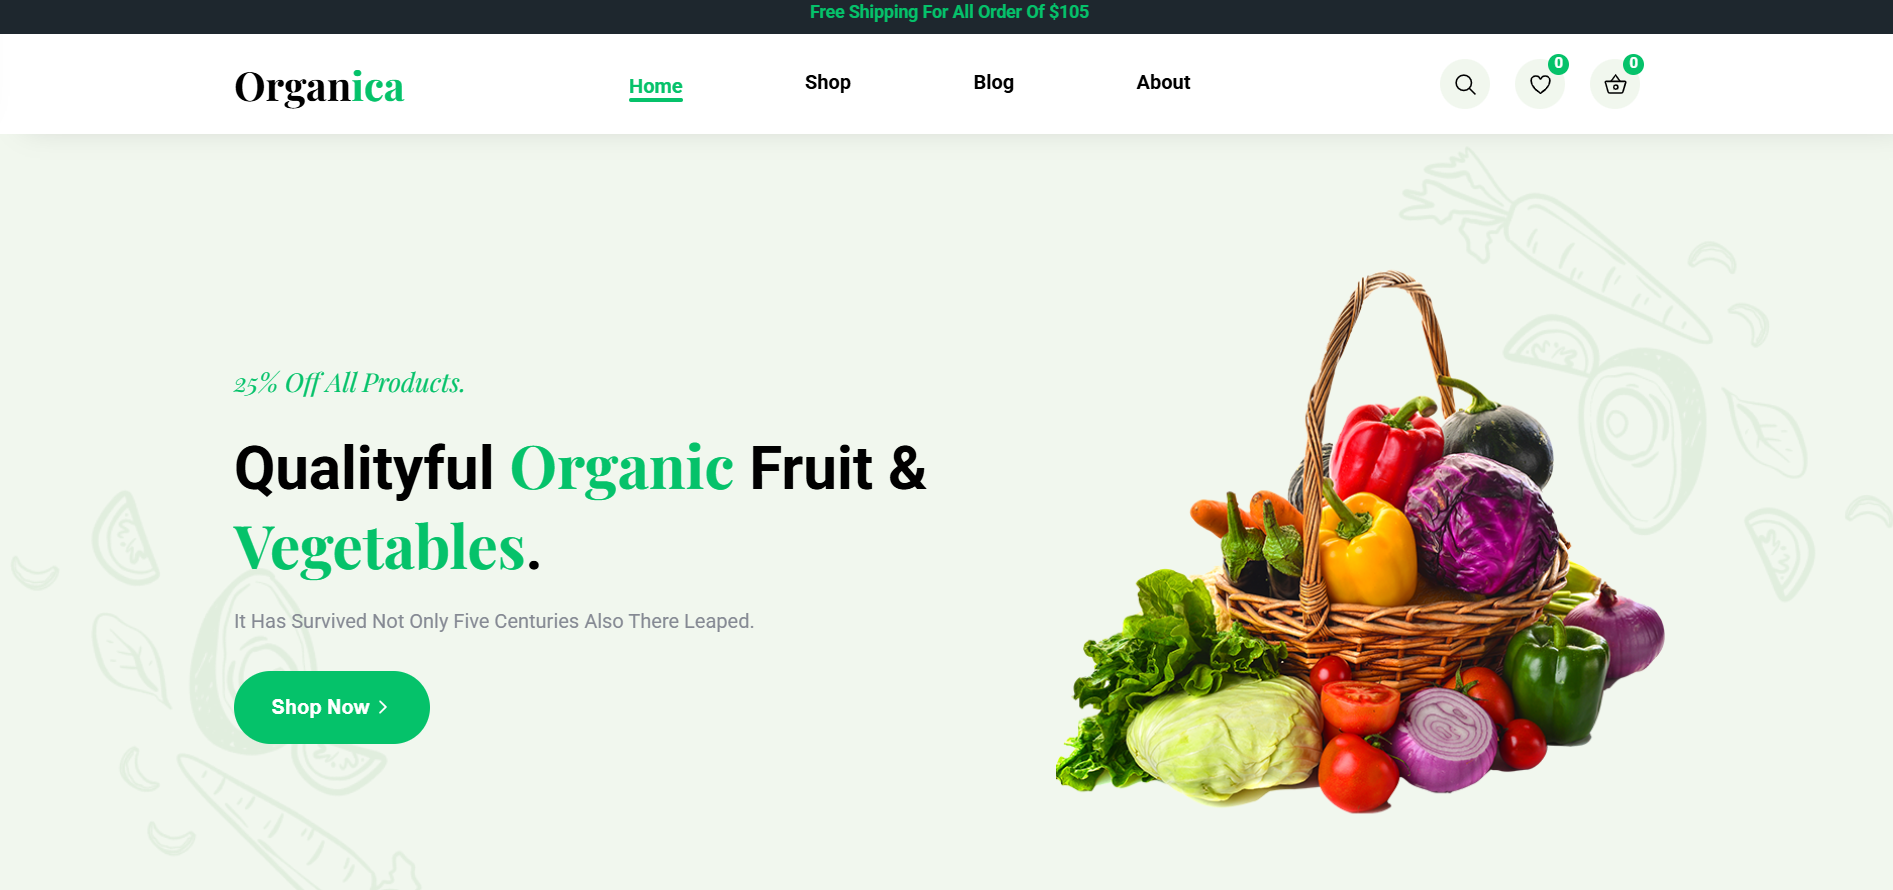 Free Shipping For All Order Of $105
Organica
Home
Shop
Blog
About
0
0
25% Off All Products.
Qualityful Organic Fruit &
Vegetables.
It Has Survived Not Only Five Centuries Also There Leaped.
Shop Now